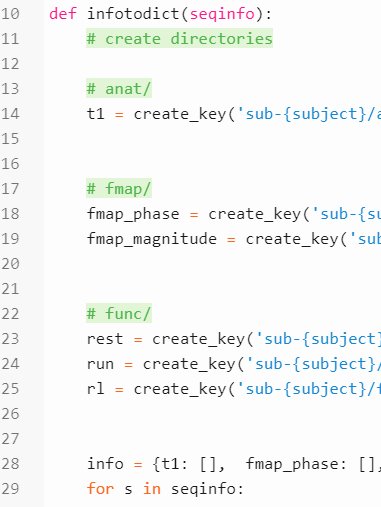 10 def infotodict(seqinfo):
11 # create directories
12
13 # anat/
14 t1 = create_key('sub-{subject}/
15
16
17 # fmap/
18 fmap_phase = create_key('sub-{su
19 fmap_magnitude = create_key('sub
20
21
22 # func/
23 rest = create_key('sub-{subject}
24 run = create_key('sub-{subject}/
25 rl = create_key('sub-{subject}/f
26
27
28 info = {t1: [], fmap_phase: [],
29 for s in seqinfo: